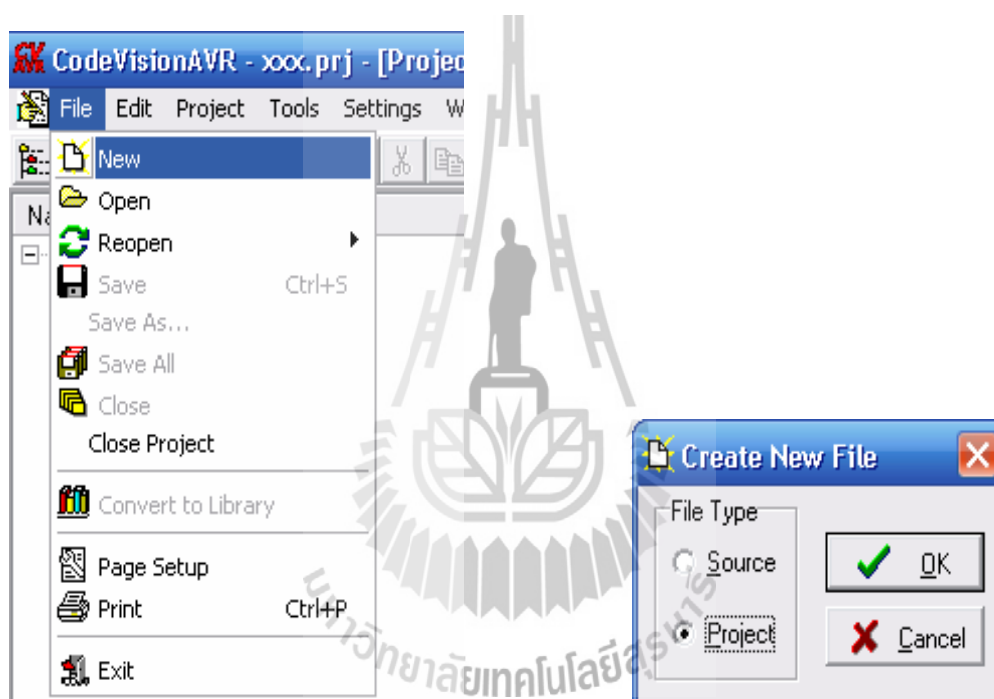 CodeVisionAVR - xxx.prj - [Projec
File Edit Project Tools Settings W
New
Na
Open
Reopen
Save Ctrl+S
Save As...
Save All
Close
Close Project
Convert to Library
Page Setup
Print Ctrl+P
Exit
Create New File
File Type
Source
OK
Project
Cancel
มหาวิทยาลัยเทคโนโลยีสุรนารี